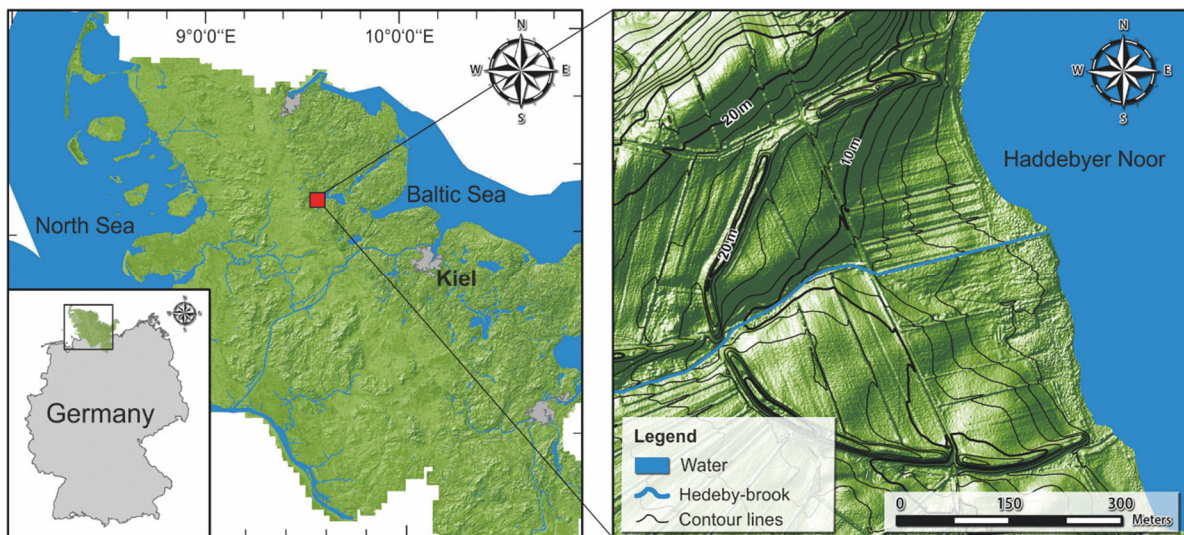 9°0'0"E
10°0'0"E
N
W
E
S
North Sea
Baltic Sea
Kiel
Germany
N
W
E
S
20 m
10 m
20 m
Haddebyer Noor
Legend
Water
Hedeby-brook
Contour lines
0 150 300
Meters